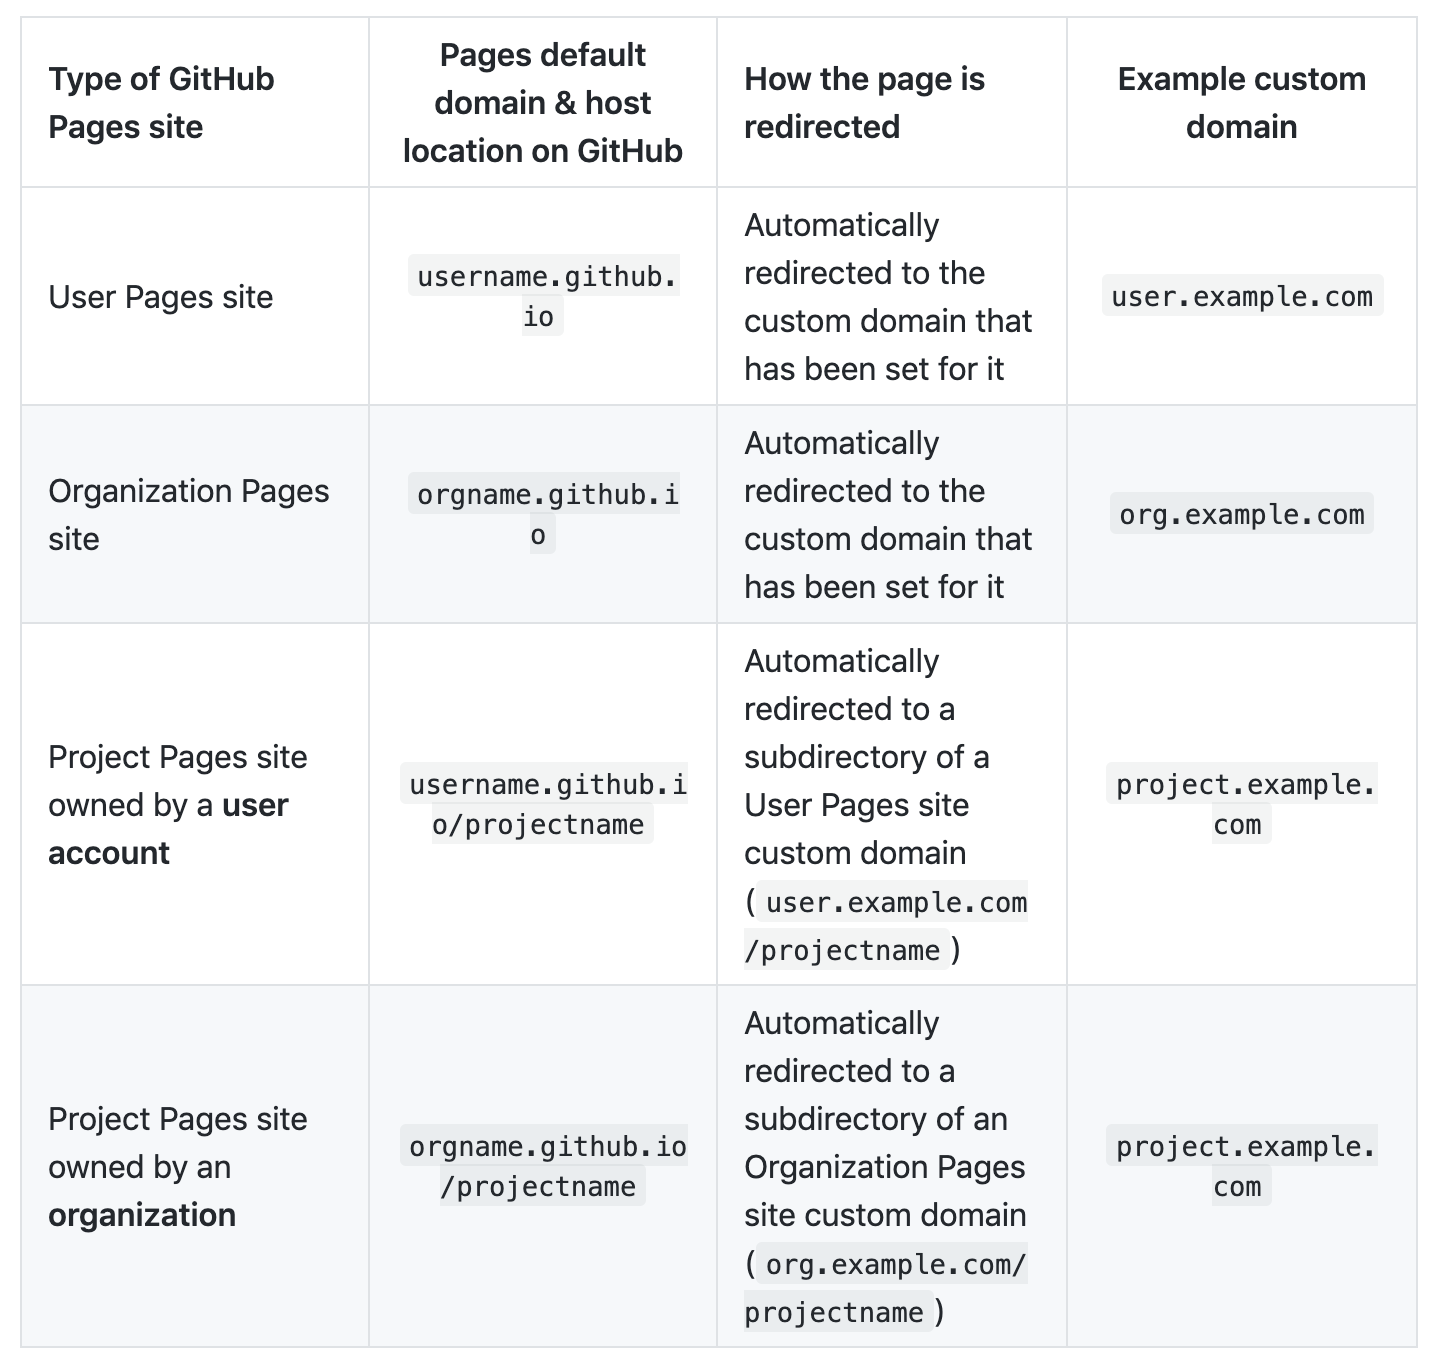 Type of GitHub
Pages site
Pages default
domain & host
location on GitHub
How the page is
redirected
Example custom
domain
User Pages site
username.github.
io
Automatically
redirected to the
custom domain that
has been set for it
user.example.com
Organization Pages
site
orgname.github.i
o
Automatically
redirected to the
custom domain that
has been set for it
org.example.com
Project Pages site
owned by a user
account
username.github.i
o/projectname
Automatically
redirected to a
subdirectory of a
User Pages site
custom domain
(user.example.com
/projectname)
project.example.
com
Project Pages site
owned by an
organization
orgname.github.io
/projectname
Automatically
redirected to a
subdirectory of an
Organization Pages
site custom domain
(org.example.com/
projectname)
project.example.
com